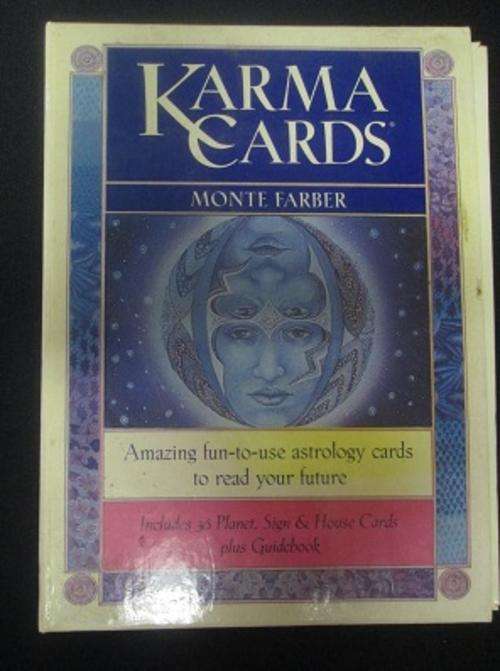 KARMA
CARDS®
MONTE FARBER
Amazing fun-to-use astrology cards
to read your future
Includes 36 Planet, Sign & House Cards
plus Guidebook